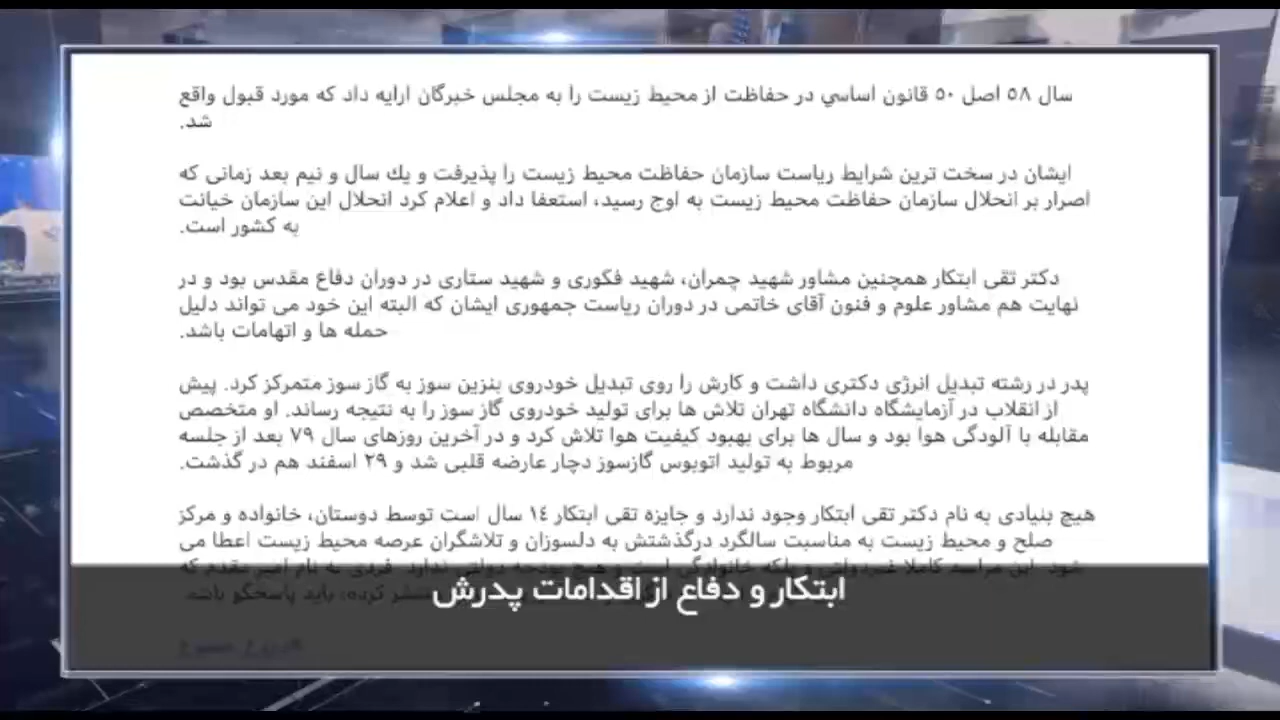 سال ٥٨ اصل ٥٠ قانون اساسي در حفاظت از محیط زیست را به مجلس خبرگان ارایه داد که مورد قبول واقع
شد.
ایشان در سخت ترین شرایط ریاست سازمان حفاظت محیط زیست را پذیرفت و یك سال و نیم بعد زمانی که
اصرار بر انحلال سازمان حفاظت محیط زیست به اوج رسید، استعفا داد و اعلام کرد انحلال این سازمان خیانت
به کشور است.
دکتر تقی ابتکار همچنین مشاور شهید چمران، شهید فکوری و شهید ستاری در دوران دفاع مقدس بود و در
نهایت هم مشاور علوم و فنون آقای خاتمی در دوران ریاست جمهوری ایشان که البته این خود می تواند دلیل
حمله ها و اتهامات باشد.
پدر در رشته تبدیل انرژی دکتری داشت و کارش را روی تبدیل خودروی بنزین سوز به گاز سوز متمرکز کرد. پیش
از انقلاب در آزمایشگاه دانشگاه تهران تلاش ها برای تولید خودروی گاز سوز را به نتیجه رساند. او متخصص
مقابله با آلودگی هوا بود و سال ها برای بهبود کیفیت هوا تلاش کرد و در آخرین روزهای سال ٧٩ بعد از جلسه
مربوط به تولید اتوبوس گازسوز دچار عارضه قلبی شد و ٢٩ اسفند هم در گذشت.
هیچ بنیادی به نام دکتر تقی ابتکار وجود ندارد و جایزه تقی ابتکار ١٤ سال است توسط دوستان، خانواده و مرکز
صلح و محیط زیست به مناسبت سالگرد درگذشتش به دلسوزان و تلاشگران عرصه محیط زیست اعطا می
ابتکار و دفاع از اقدامات پدرش